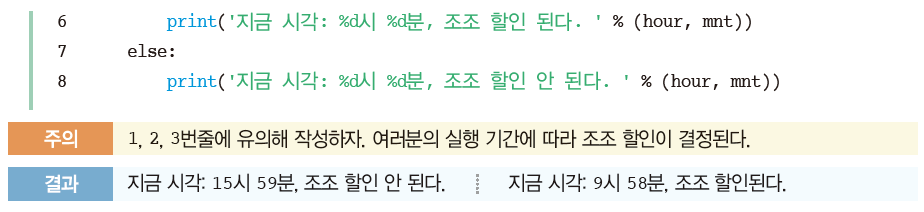 6 print('지금 시각: %d시 %d분, 조조 할인 된다. ' % (hour, mnt))
7 else:
8 print('지금 시각: %d시 %d분, 조조 할인 안 된다. ' % (hour, mnt))
주의 1, 2, 3번줄에 유의해 작성하자. 여러분의 실행 기간에 따라 조조 할인이 결정된다.
결과 지금 시각: 15시 59분, 조조 할인 안 된다. 지금 시각: 9시 58분, 조조 할인된다.